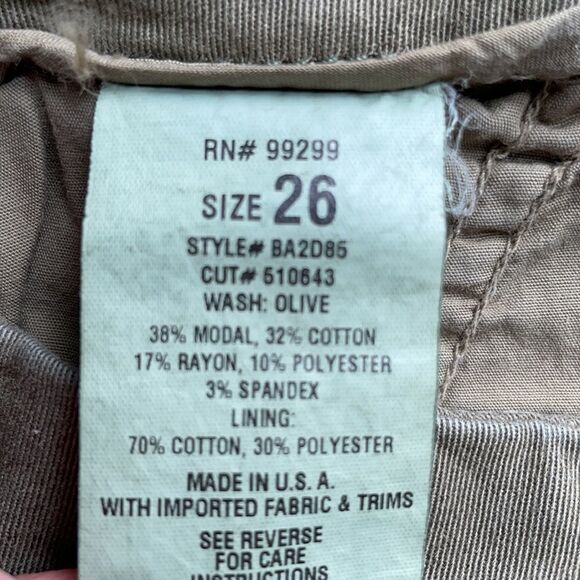 RN# 99299
SIZE 26
STYLE# BA2D85
CUT# 510643
WASH: OLIVE
38% MODAL, 32% COTTON
17% RAYON, 10% POLYESTER
3% SPANDEX
LINING:
70% COTTON, 30% POLYESTER
MADE IN U.S. A.
WITH IMPORTED FABRIC & TRIMS
SEE REVERSE
FOR CARE
INSTRUCTIONS